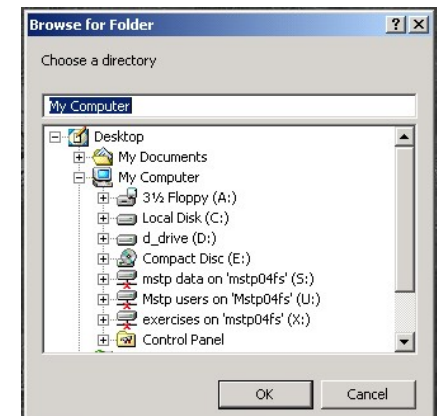 Browse for Folder
Choose a directory
My Computer
Desktop
My Documents
My Computer
3½ Floppy (A:)
Local Disk (C:)
d_drive (D:)
Compact Disc (E:)
mstp data on 'mstp04fs' (S:)
Mstp users on 'Mstp04fs' (U:)
exercises on 'mstp04fs' (X:)
Control Panel
OK Cancel